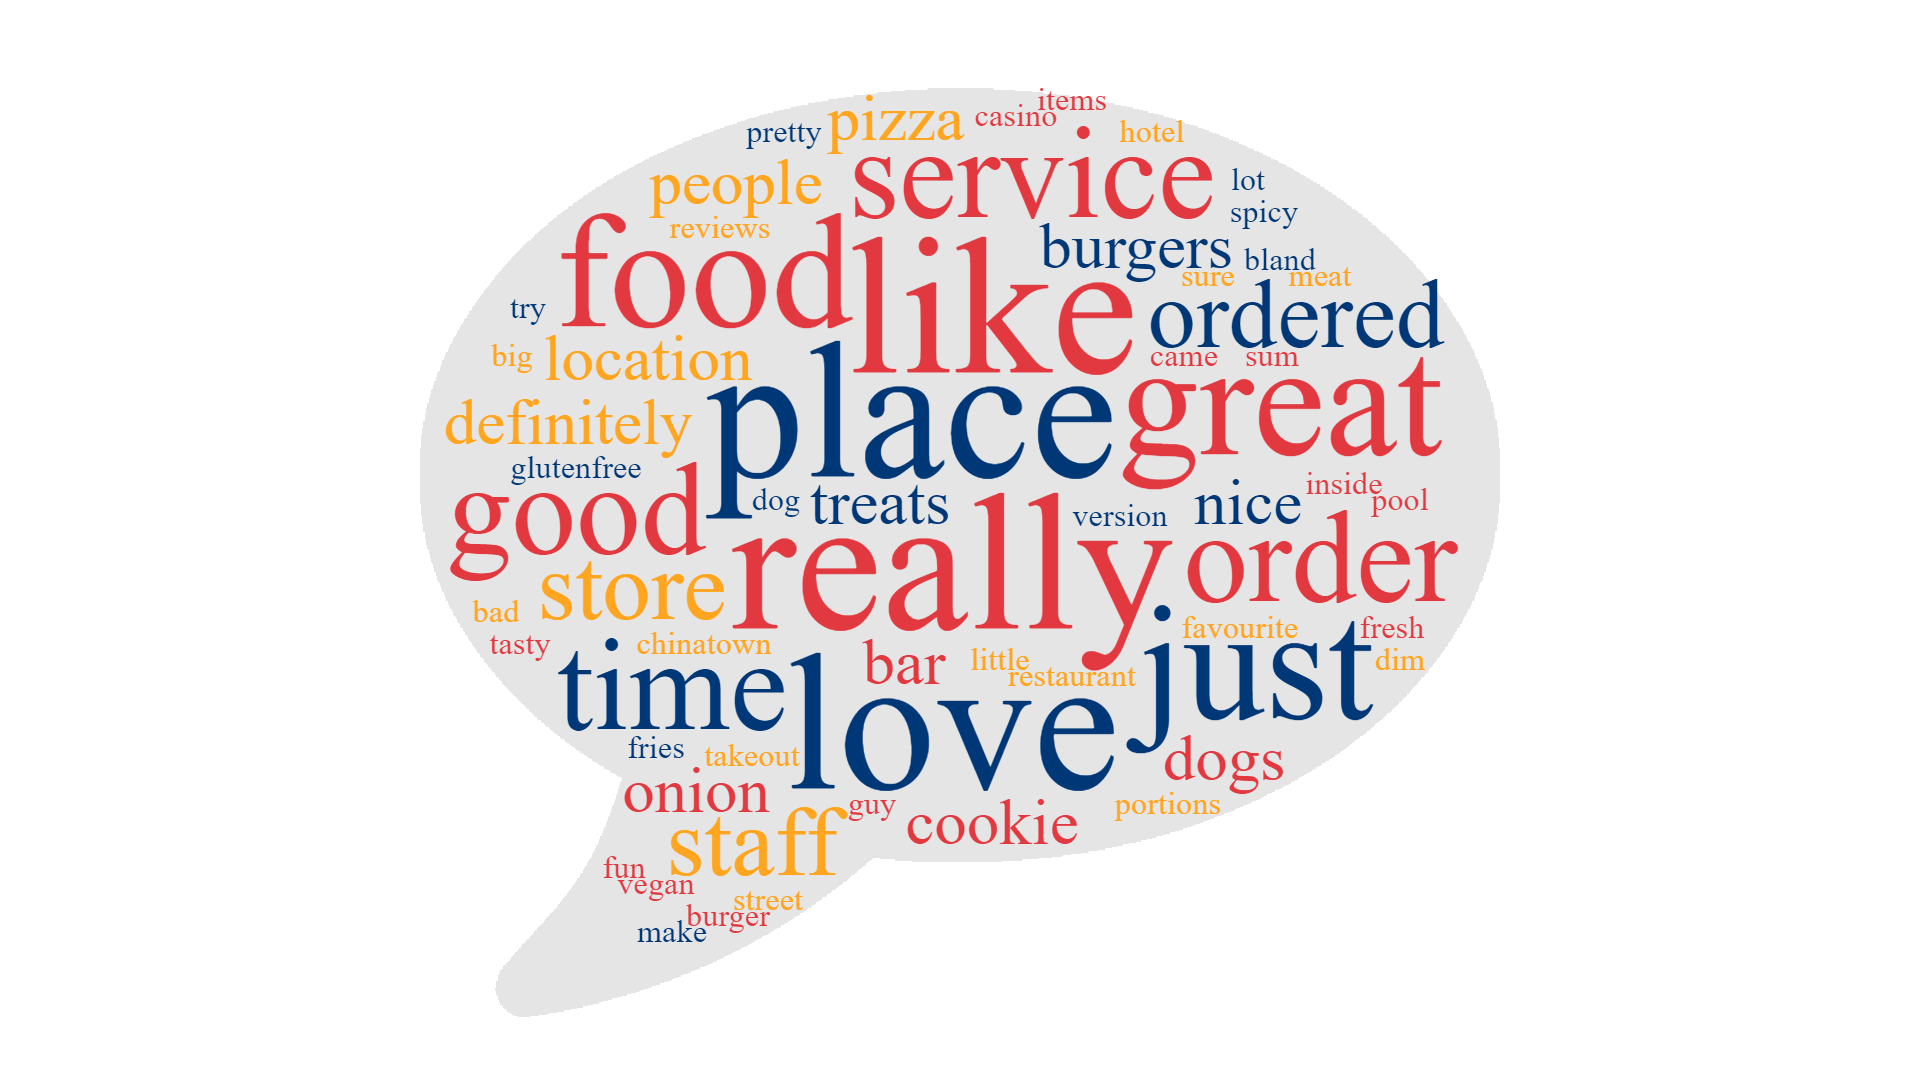 items
casino
pizza
pretty
hotel
service
people
lot
spicy
reviews
food
burgers
bland
like
sure
meat
try
ordered
big
location
came
sum
place
great
definitely
glutenfree
good
dog
treats
version
nice
inside
pool
really
order
store
bad
tasty
chinatown
favourite
fresh
just
time
bar
little
restaurant
dim
love
fries
takeout
dogs
onion
guy
cookie
portions
staff
fun
vegan
street
burger
make